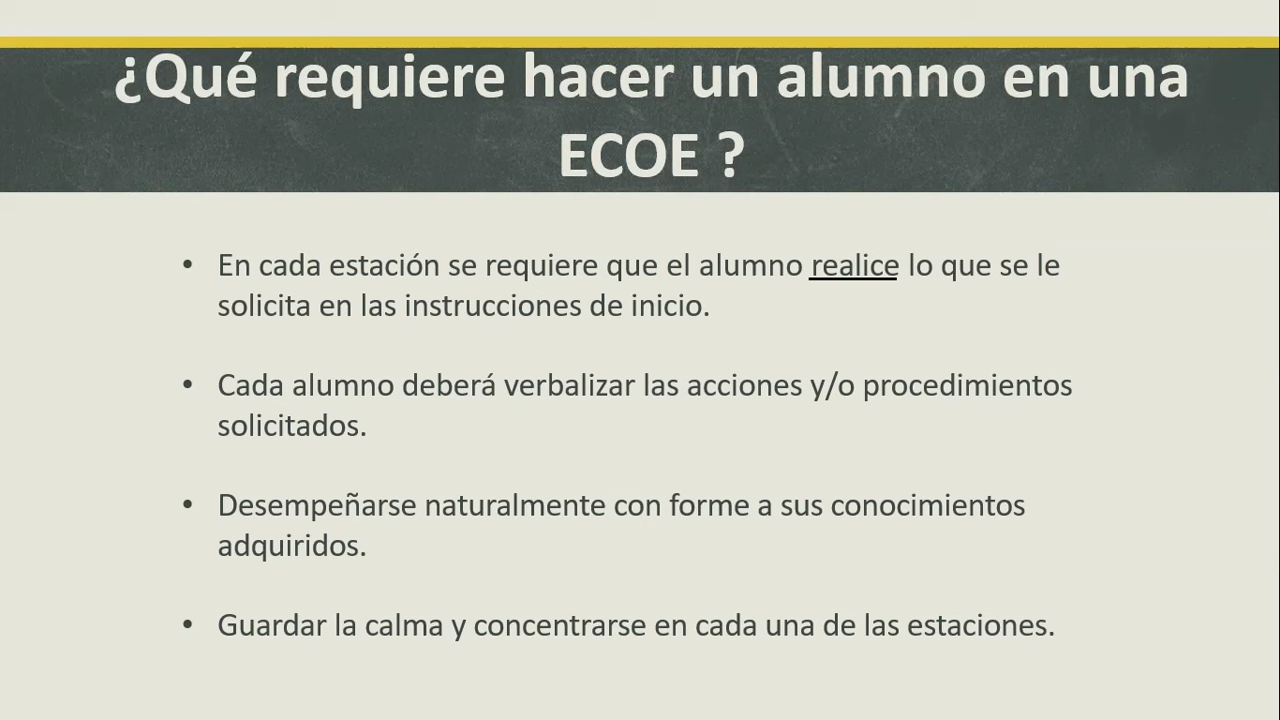 ¿Qué requiere hacer un alumno en una
ECOE ?
• En cada estación se requiere que el alumno realice lo que se le
solicita en las instrucciones de inicio.
• Cada alumno deberá verbalizar las acciones y/o procedimientos
solicitados.
• Desempeñarse naturalmente con forme a sus conocimientos
adquiridos.
• Guardar la calma y concentrarse en cada una de las estaciones.